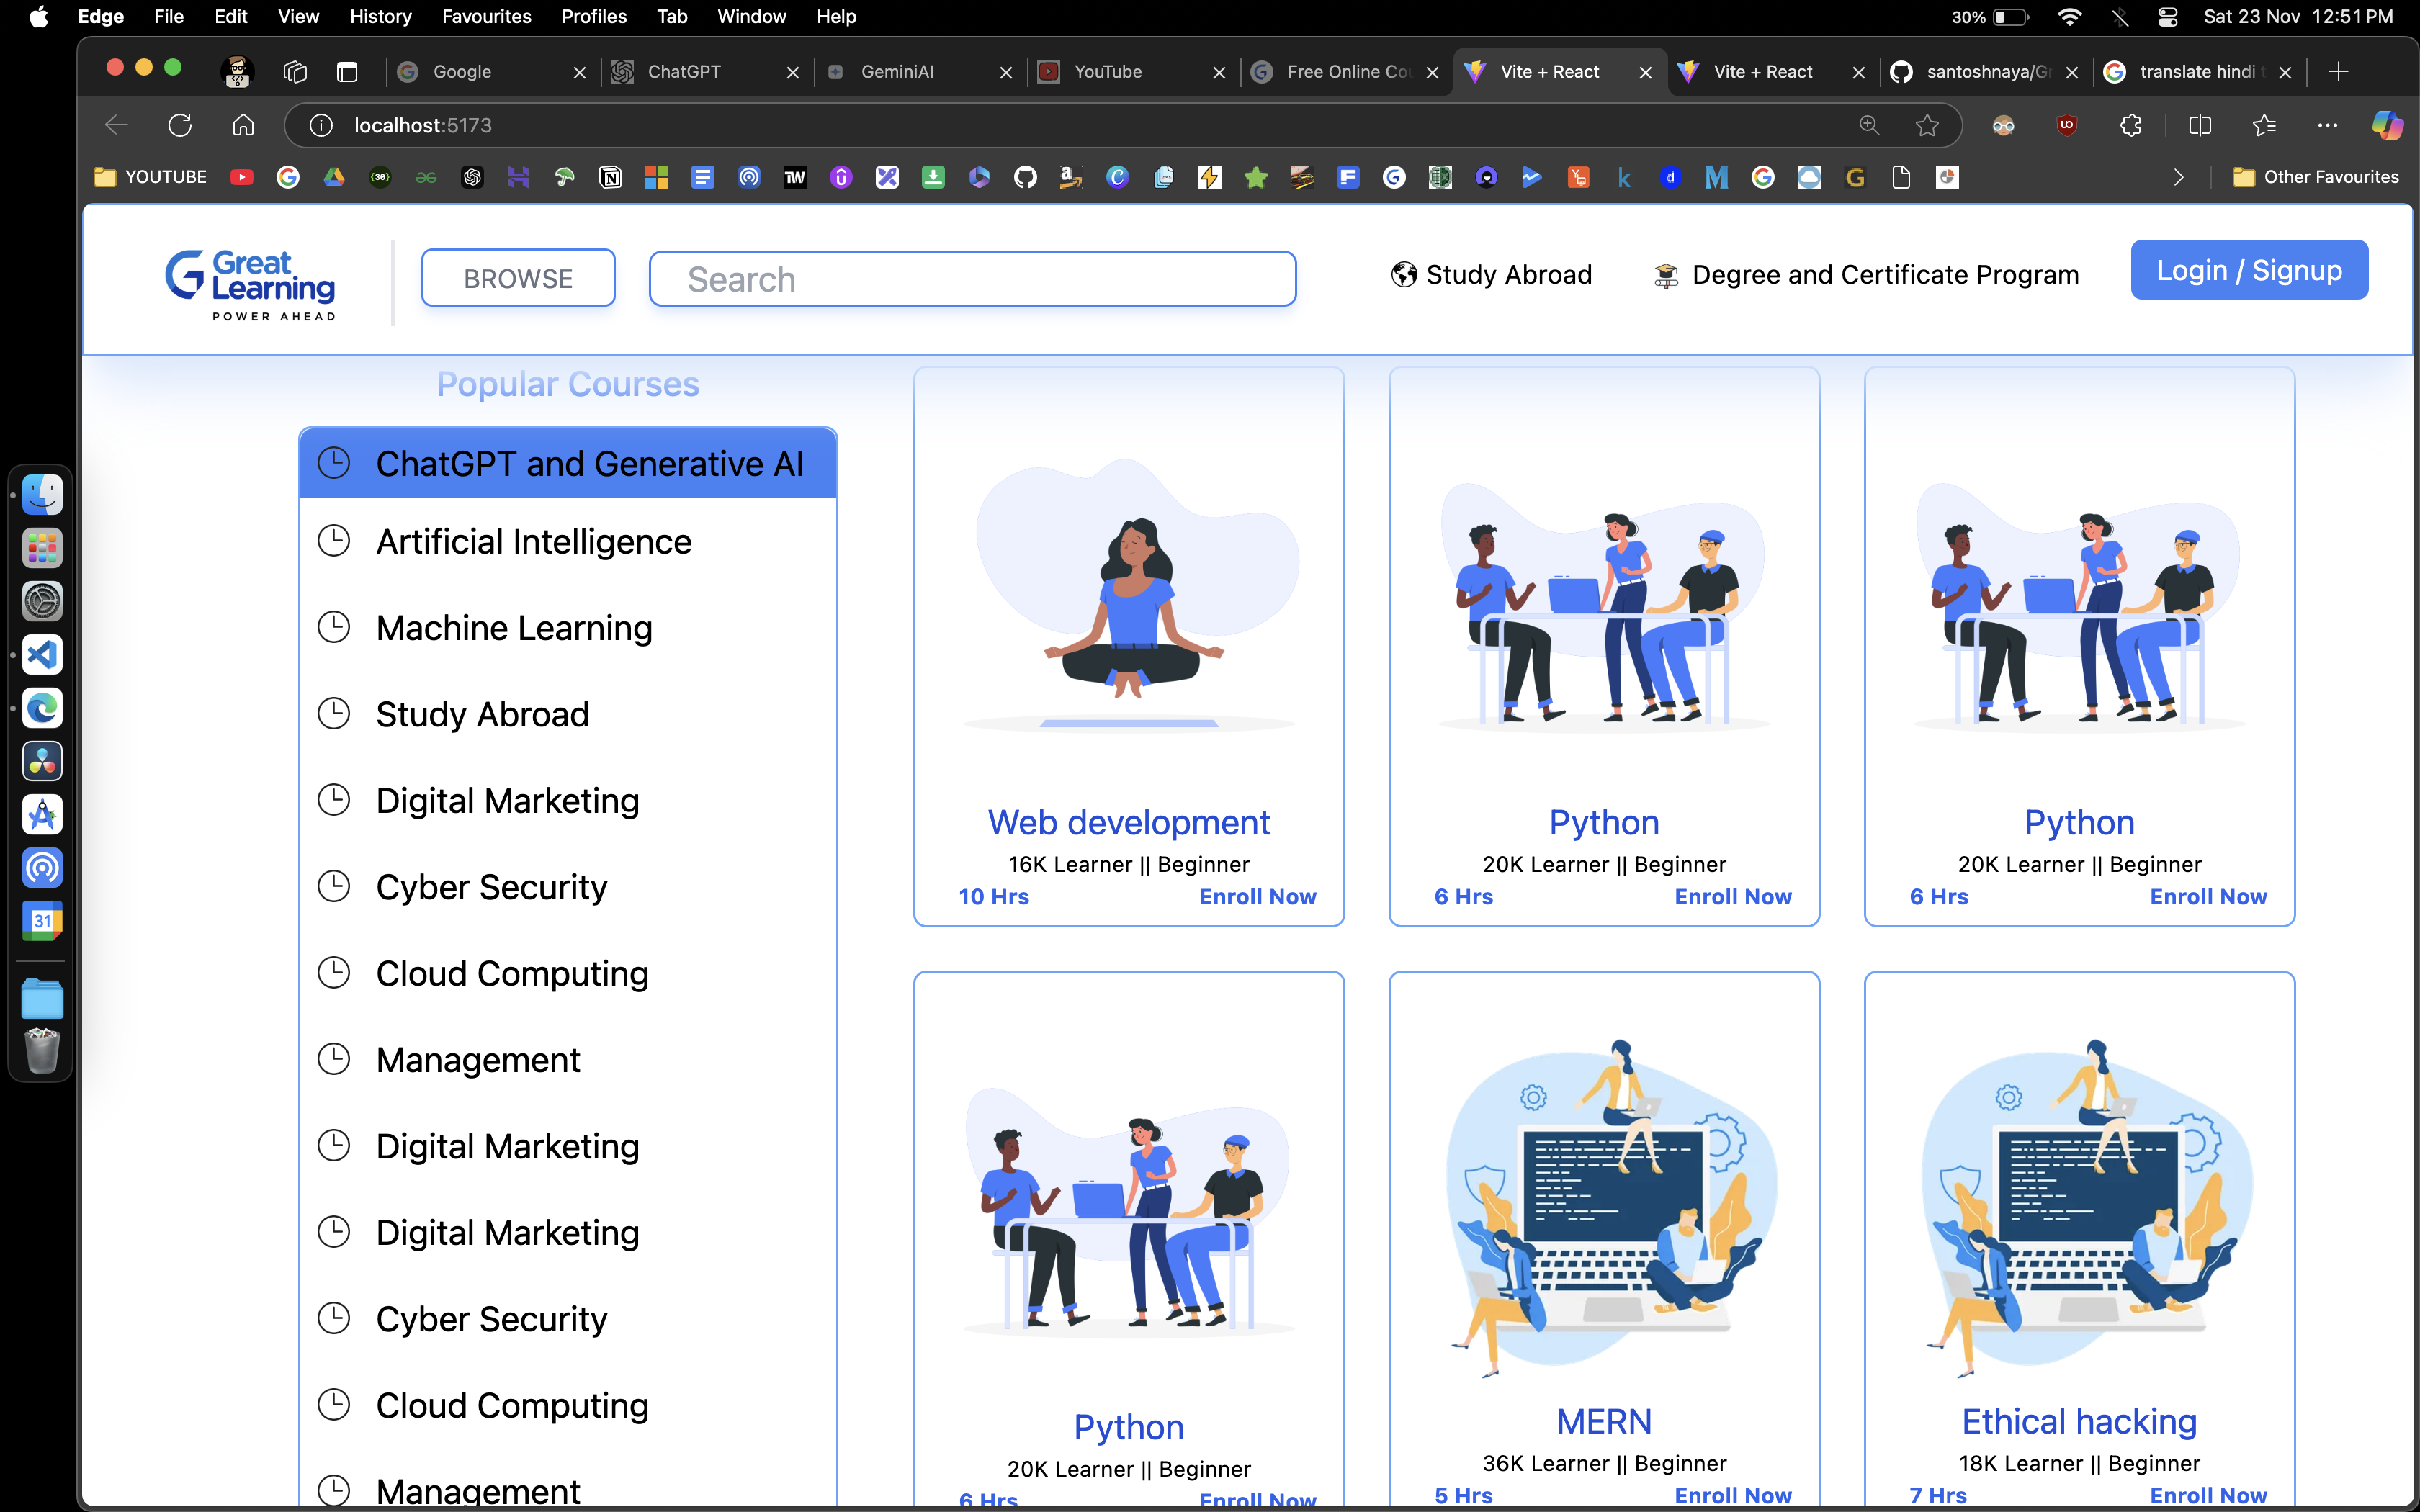 Edge File Edit View History Favourites Profiles Tab Window Help 30% Sat 23 Nov 12:51 PM
Google ChatGPT GeminiAI YouTube Free Online Co Vite + React Vite + React santoshnaya/Gr translate hindi t
localhost:5173
YOUTUBE Other Favourites
Great Learning
POWER AHEAD
BROWSE
Search
Study Abroad
Degree and Certificate Program
Login / Signup
Popular Courses
ChatGPT and Generative AI
Artificial Intelligence
Machine Learning
Study Abroad
Digital Marketing
Cyber Security
Cloud Computing
Management
Digital Marketing
Digital Marketing
Cyber Security
Cloud Computing
Management
Web development
16K Learner || Beginner
10 Hrs Enroll Now
Python
20K Learner || Beginner
6 Hrs Enroll Now
Python
20K Learner || Beginner
6 Hrs Enroll Now
Python
20K Learner || Beginner
6 Hrs Enroll Now
MERN
36K Learner || Beginner
5 Hrs Enroll Now
Ethical hacking
18K Learner || Beginner
7 Hrs Enroll Now
31